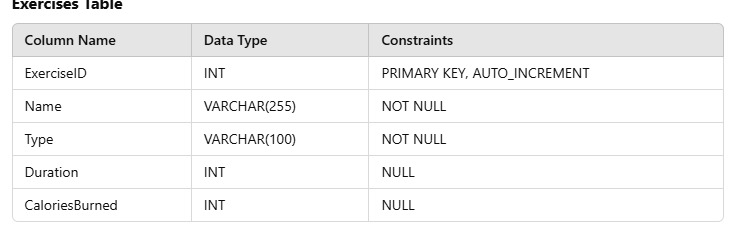 Exercises Table
Column Name Data Type Constraints
ExerciseID INT PRIMARY KEY, AUTO_INCREMENT
Name VARCHAR(255) NOT NULL
Type VARCHAR(100) NOT NULL
Duration INT NULL
CaloriesBurned INT NULL